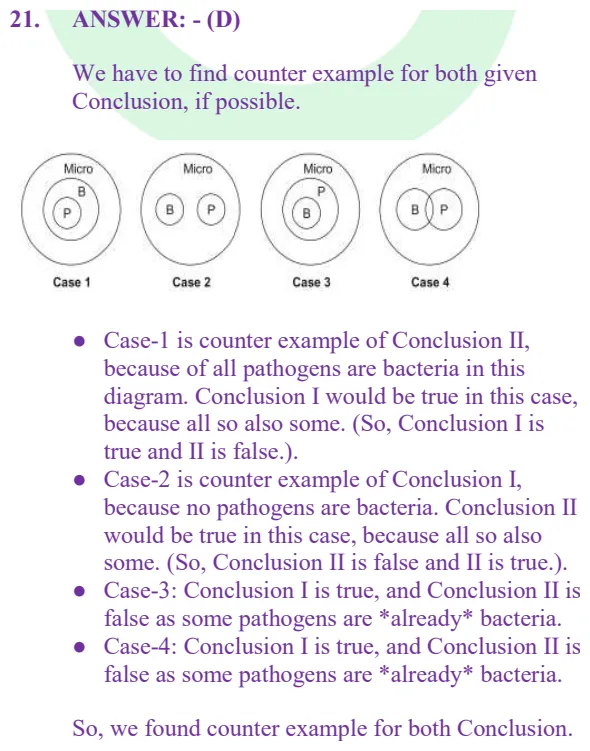 21. ANSWER: - (D)
We have to find counter example for both given
Conclusion, if possible.
Micro
B
P
Case 1
Micro
B P
Case 2
Micro
P
B
Case 3
Micro
B P
Case 4
● Case-1 is counter example of Conclusion II,
because of all pathogens are bacteria in this
diagram. Conclusion I would be true in this case,
because all so also some. (So, Conclusion I is
true and II is false.).
● Case-2 is counter example of Conclusion I,
because no pathogens are bacteria. Conclusion II
would be true in this case, because all so also
some. (So, Conclusion II is false and II is true.).
● Case-3: Conclusion I is true, and Conclusion II is
false as some pathogens are *already* bacteria.
● Case-4: Conclusion I is true, and Conclusion II is
false as some pathogens are *already* bacteria.
So, we found counter example for both Conclusion.